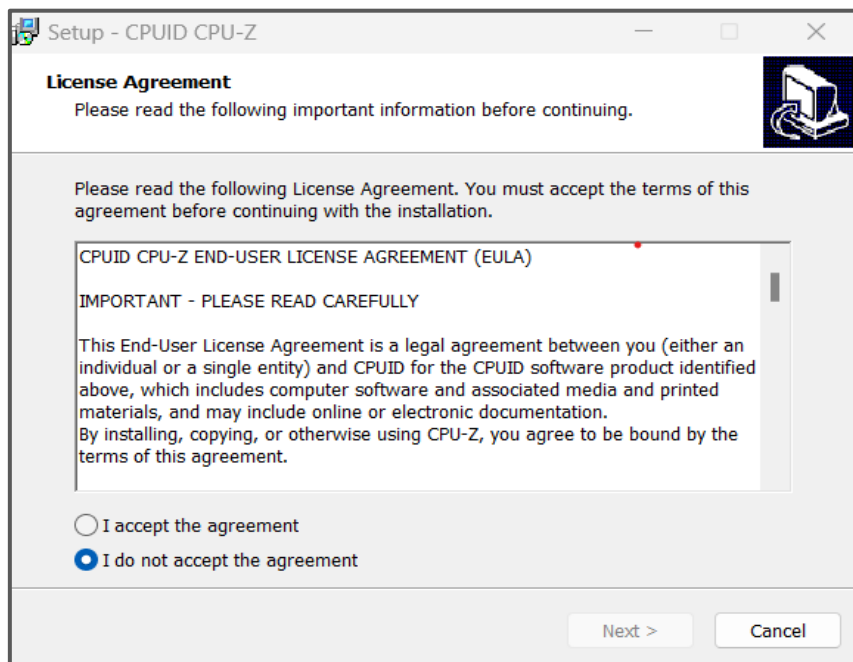 Setup - CPUID CPU-Z
License Agreement
Please read the following important information before continuing.
Please read the following License Agreement. You must accept the terms of this
agreement before continuing with the installation.
CPUID CPU-Z END-USER LICENSE AGREEMENT (EULA)
IMPORTANT - PLEASE READ CAREFULLY
This End-User License Agreement is a legal agreement between you (either an
individual or a single entity) and CPUID for the CPUID software product identified
above, which includes computer software and associated media and printed
materials, and may include online or electronic documentation.
By installing, copying, or otherwise using CPU-Z, you agree to be bound by the
terms of this agreement.
I accept the agreement
I do not accept the agreement
Next >
Cancel